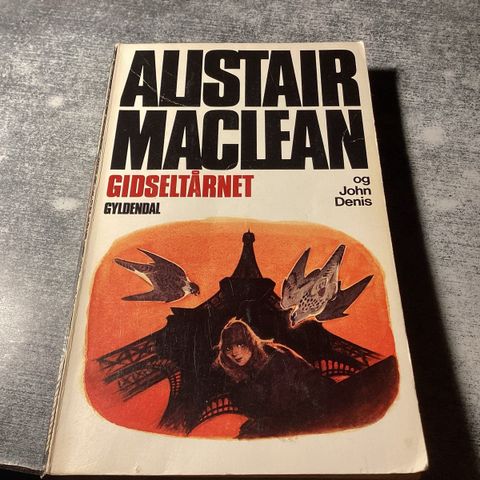 ALISTAIR
MACLEAN
GIDSELTÅRNET
og
John
Denis
GYLDENDAL